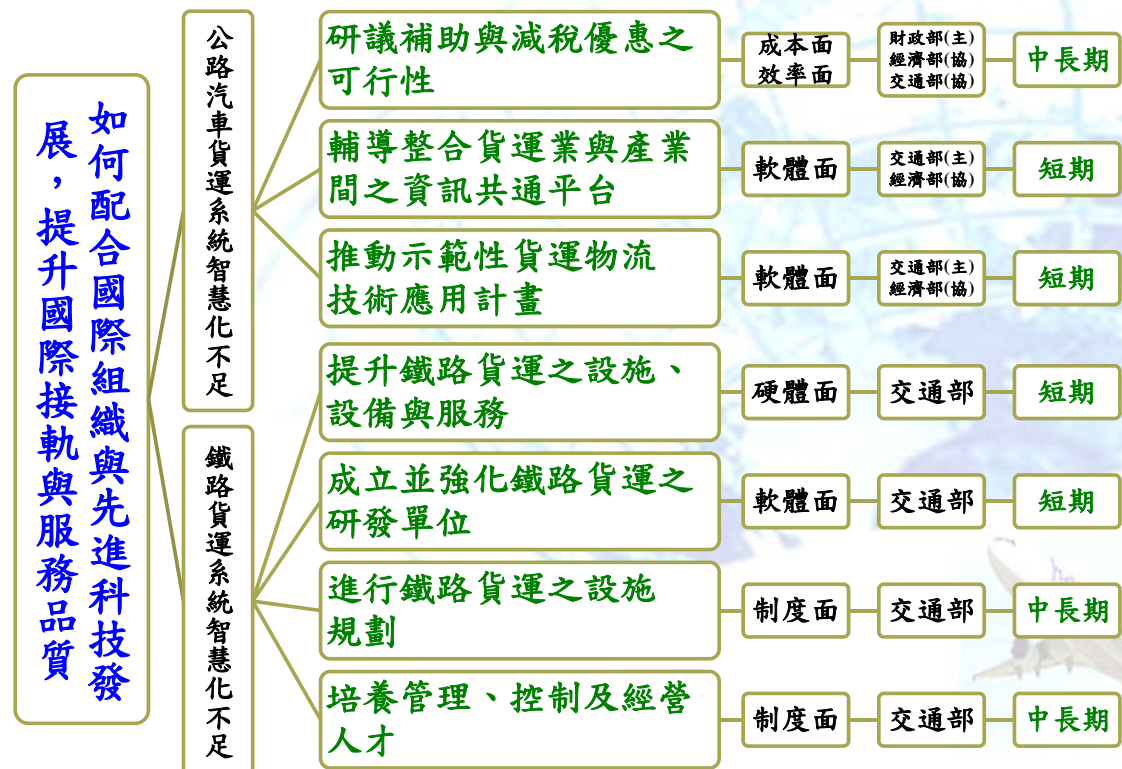 如何配合國際組織與先進科技發
展，提升國際接軌與服務品質
公路汽車貨運系統智慧化不足
研議補助與減稅優惠之
可行性
成本面
效率面
財政部(主)
經濟部(協)
交通部(協)
中長期
輔導整合貨運業與產業
間之資訊共通平台
軟體面
交通部(主)
經濟部(協)
短期
推動示範性貨運物流
技術應用計畫
軟體面
交通部(主)
經濟部(協)
短期
鐵路貨運系統智慧化不足
提升鐵路貨運之設施、
設備與服務
硬體面
交通部
短期
成立並強化鐵路貨運之
研發單位
軟體面
交通部
短期
進行鐵路貨運之設施
規劃
制度面
交通部
中長期
培養管理、控制及經營
人才
制度面
交通部
中長期